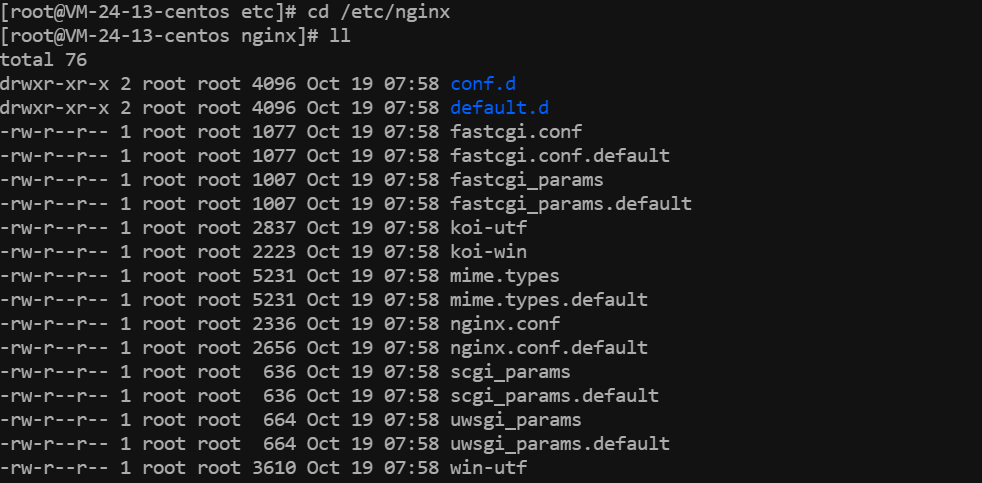 [root@VM-24-13-centos etc]# cd /etc/nginx
[root@VM-24-13-centos nginx]# ll
total 76
drwxr-xr-x 2 root root 4096 Oct 19 07:58 conf.d
drwxr-xr-x 2 root root 4096 Oct 19 07:58 default.d
-rw-r--r-- 1 root root 1077 Oct 19 07:58 fastcgi.conf
-rw-r--r-- 1 root root 1077 Oct 19 07:58 fastcgi.conf.default
-rw-r--r-- 1 root root 1007 Oct 19 07:58 fastcgi_params
-rw-r--r-- 1 root root 1007 Oct 19 07:58 fastcgi_params.default
-rw-r--r-- 1 root root 2837 Oct 19 07:58 koi-utf
-rw-r--r-- 1 root root 2223 Oct 19 07:58 koi-win
-rw-r--r-- 1 root root 5231 Oct 19 07:58 mime.types
-rw-r--r-- 1 root root 5231 Oct 19 07:58 mime.types.default
-rw-r--r-- 1 root root 2336 Oct 19 07:58 nginx.conf
-rw-r--r-- 1 root root 2656 Oct 19 07:58 nginx.conf.default
-rw-r--r-- 1 root root  636 Oct 19 07:58 scgi_params
-rw-r--r-- 1 root root  636 Oct 19 07:58 scgi_params.default
-rw-r--r-- 1 root root  664 Oct 19 07:58 uwsgi_params
-rw-r--r-- 1 root root  664 Oct 19 07:58 uwsgi_params.default
-rw-r--r-- 1 root root 3610 Oct 19 07:58 win-utf